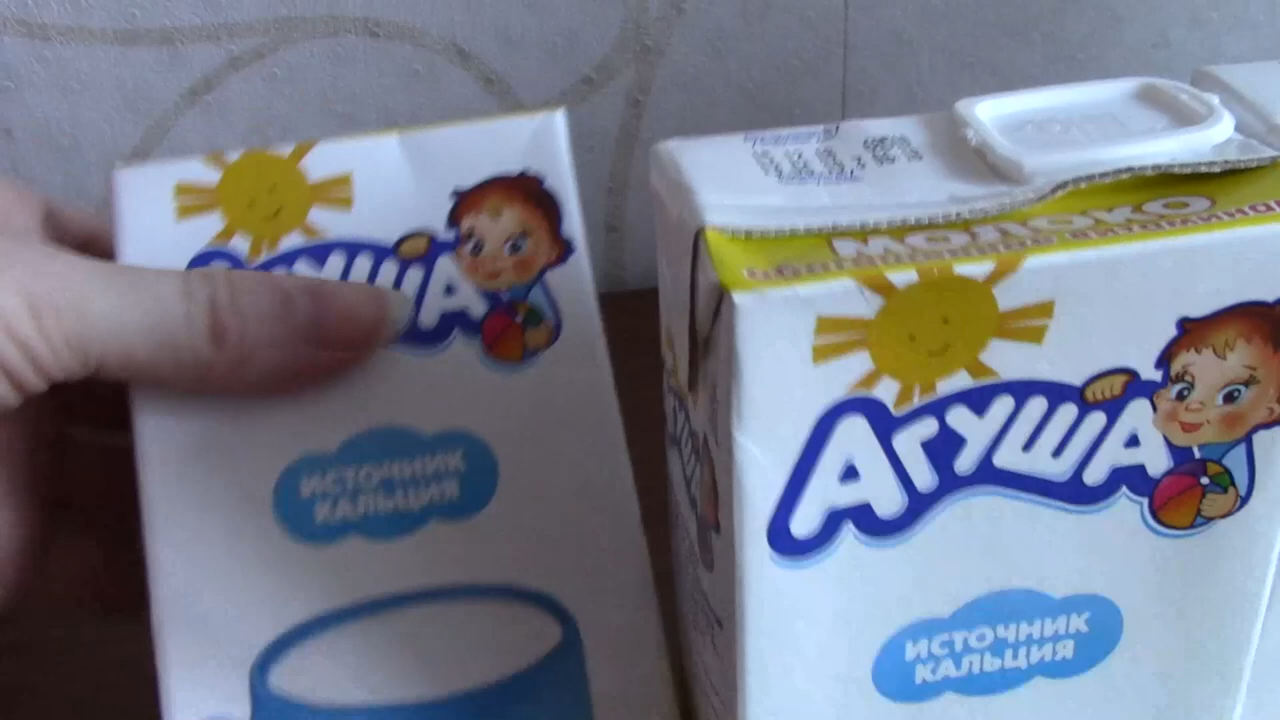 АГУША
ИСТОЧНИК
КАЛЬЦИЯ
МОЛОКО
АГУША
ИСТОЧНИК
КАЛЬЦИЯ